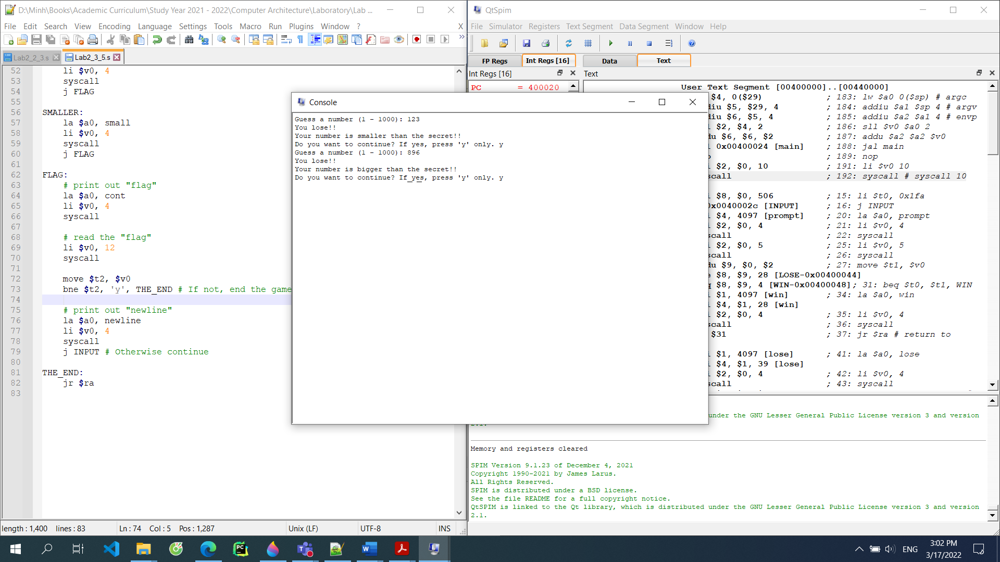 D:\Minh\Books\Academic Curriculum\Study Year 2021 - 2022\Computer Architecture\Laboratory\Lab ...
File Edit Search View Encoding Language Settings Tools Macro Run Plugins Window ? X
Lab2_2_3.s Lab2_3_5.s
52 li $v0, 4
53 syscall
54 j FLAG
55
56 SMALLER:
57 la $a0, small
58 li $v0, 4
59 syscall
60 j FLAG
61
62 FLAG:
63 # print out "flag"
64 la $a0, cont
65 li $v0, 4
66 syscall
67
68 # read the "flag"
69 li $v0, 12
70 syscall
71
72 move $t2, $v0
73 bne $t2, 'y', THE_END # If not, end the game
74
75 # print out "newline"
76 la $a0, newline
77 li $v0, 4
78 syscall
79 j INPUT # Otherwise continue
80
81 THE_END:
82 jr $ra
83
length : 1,400 lines : 83 Ln : 74 Col : 5 Pos : 1,287 Unix (LF) UTF-8 INS
Console
Guess a number (1 - 1000): 123
You lose!!
Your number is smaller than the secret!!
Do you want to continue? If yes, press 'y' only. y
Guess a number (1 - 1000): 896
You lose!!
Your number is bigger than the secret!!
Do you want to continue? If yes, press 'y' only. y
QtSpim
File Simulator Registers Text Segment Data Segment Window Help
FP Regs Int Regs [16] Data Text
Int Regs [16] Text
PC = 400020
User Text Segment [00400000]..[00440000]
$4, 0($29) ; 183: lw $a0 0($sp) # argc
diu $5, $29, 4 ; 184: addiu $a1 $sp 4 # argv
diu $6, $5, 4 ; 185: addiu $a2 $a1 4 # envp
$2, $4, 2 ; 186: sll $v0 $a0 2
du $6, $6, $2 ; 187: addu $a2 $a2 $v0
0x00400024 [main] ; 188: jal main
; 189: nop
$2, $0, 10 ; 191: li $v0 10
scall ; 192: syscall # syscall 10
i $8, $0, 506 ; 15: li $t0, 0x1fa
0x0040002c [INPUT] ; 16: j INPUT
i $4, 4097 [prompt] ; 20: la $a0, prompt
i $2, $0, 4 ; 21: li $v0, 4
scall ; 22: syscall
i $2, $0, 5 ; 25: li $v0, 5
scall ; 26: syscall
du $9, $0, $2 ; 27: move $t1, $v0
e $8, $9, 28 [LOSE-0x00400044]
q $8, $9, 4 [WIN-0x00400048]; 31: beq $t0, $t1, WIN
i $1, 4097 [win] ; 34: la $a0, win
i $4, $1, 28 [win]
i $2, $0, 4 ; 35: li $v0, 4
scall ; 36: syscall
$31 ; 37: jr $ra # return to
i $1, 4097 [lose] ; 41: la $a0, lose
i $4, $1, 39 [lose]
i $2, $0, 4 ; 42: li $v0, 4
scall ; 43: syscall
under the GNU Lesser General Public License version 3 and version
2.1.
Memory and registers cleared
SPIM Version 9.1.23 of December 4, 2021
Copyright 1990-2021 by James Larus.
All Rights Reserved.
SPIM is distributed under a BSD license.
See the file README for a full copyright notice.
QtSPIM is linked to the Qt library, which is distributed under the GNU Lesser General Public License version 3 and version
2.1.
ENG
3:02 PM
3/17/2022